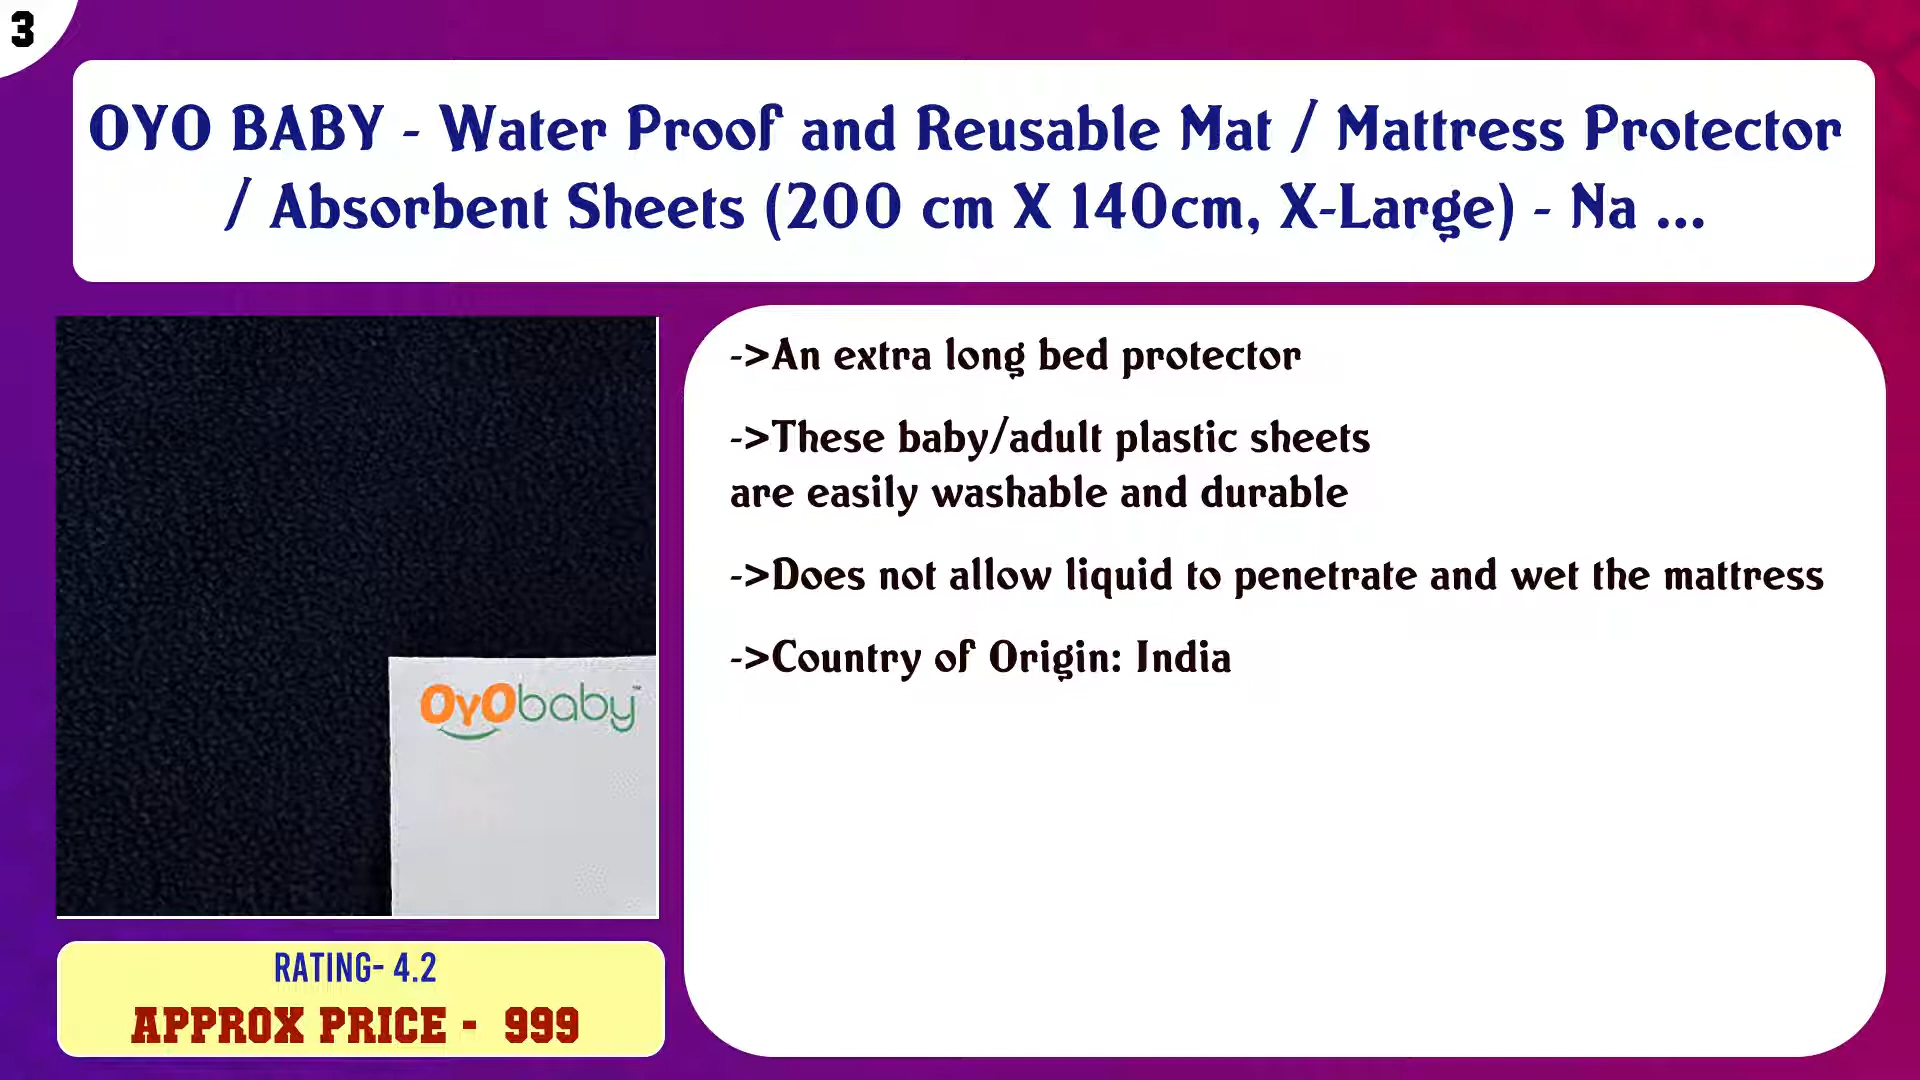 3
OYO BABY - Water Proof and Reusable Mat / Mattress Protector
/ Absorbent Sheets (200 cm X 140cm, X-Large) - Na ...
->An extra long bed protector
->These baby/adult plastic sheets
are easily washable and durable
->Does not allow liquid to penetrate and wet the mattress
->Country of Origin: India
OyObaby™
RATING- 4.2
APPROX PRICE - 999